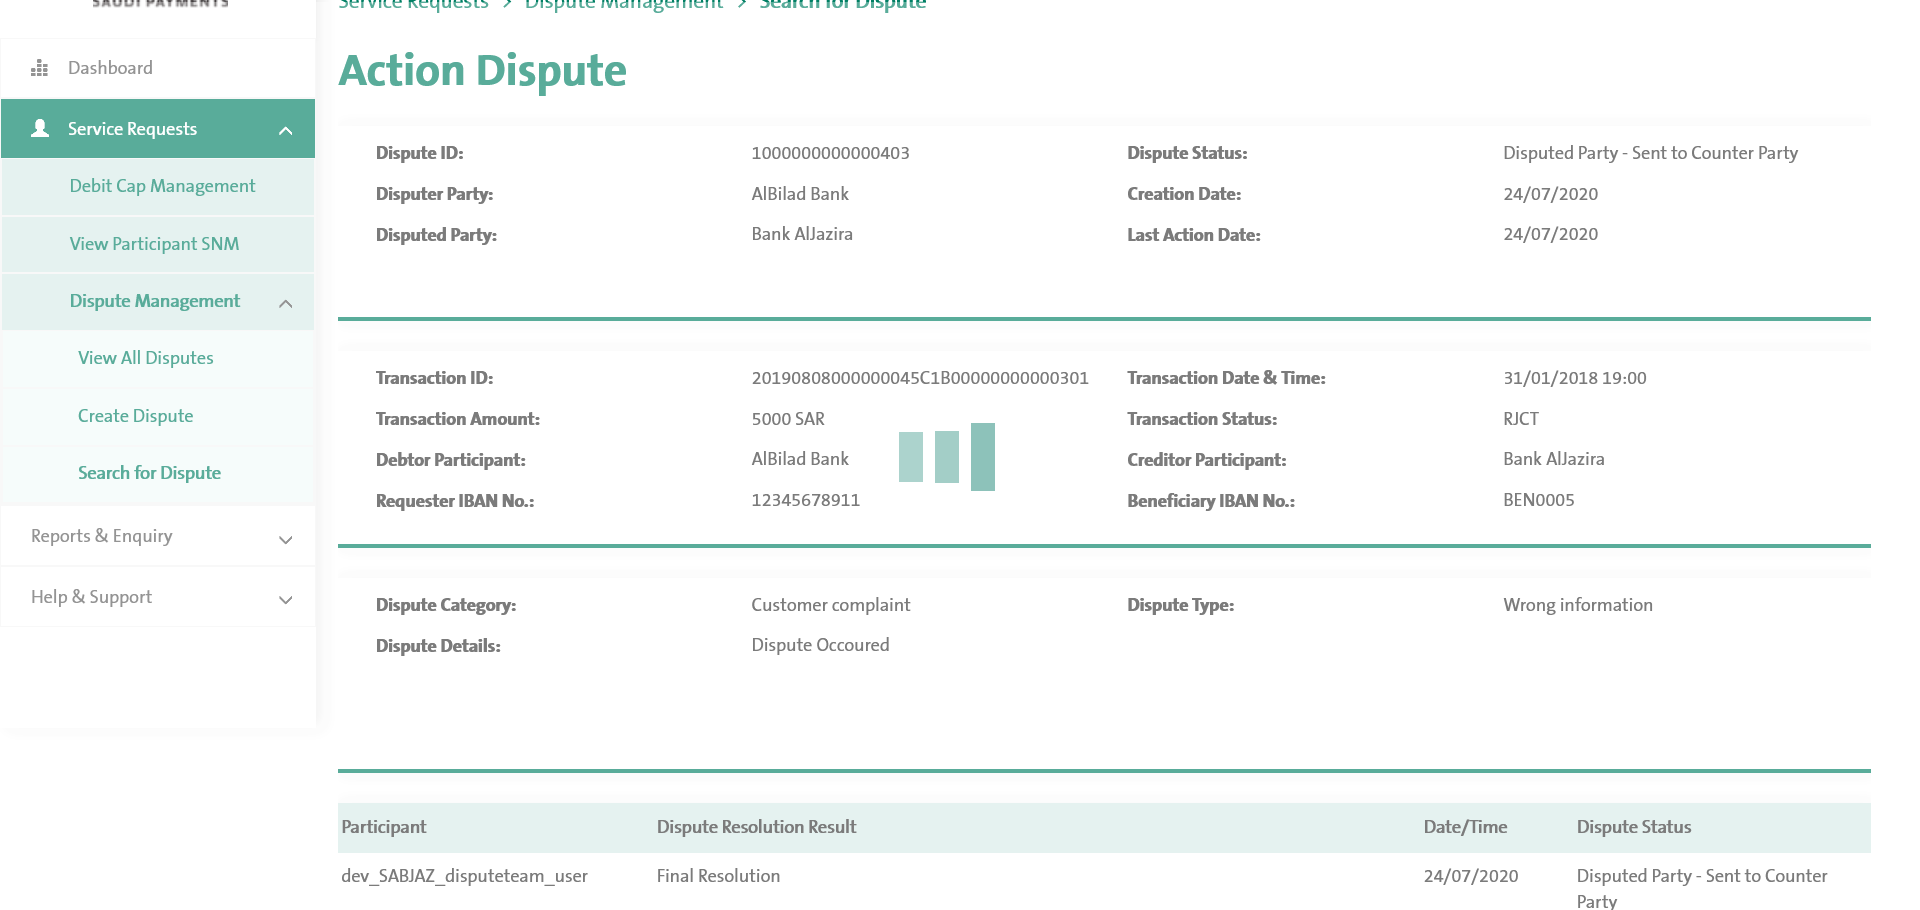 SAUDI PAYMENTS
Service Requests > Dispute Management > Search for Dispute
Dashboard
Service Requests
Debit Cap Management
View Participant SNM
Dispute Management
View All Disputes
Create Dispute
Search for Dispute
Reports & Enquiry
Help & Support
Action Dispute
Dispute ID: 1000000000000403 Dispute Status: Disputed Party - Sent to Counter Party
Disputer Party: AlBilad Bank Creation Date: 24/07/2020
Disputed Party: Bank AlJazira Last Action Date: 24/07/2020
Transaction ID: 20190808000000045C1B00000000000301 Transaction Date & Time: 31/01/2018 19:00
Transaction Amount: 5000 SAR Transaction Status: RJCT
Debtor Participant: AlBilad Bank Creditor Participant: Bank AlJazira
Requester IBAN No.: 12345678911 Beneficiary IBAN No.: BEN0005
Dispute Category: Customer complaint Dispute Type: Wrong information
Dispute Details: Dispute Occoured
Participant Dispute Resolution Result Date/Time Dispute Status
dev_SABJAZ_disputeteam_user Final Resolution 24/07/2020 Disputed Party - Sent to Counter
Party